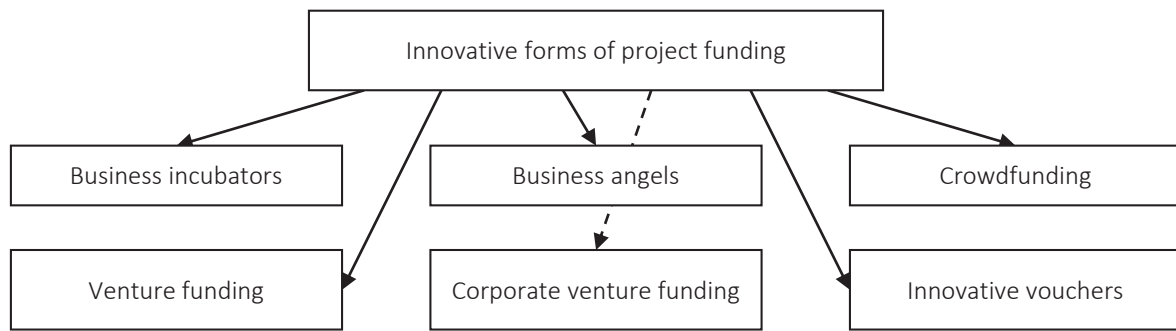 Innovative forms of project funding
Business incubators
Business angels
Crowdfunding
Venture funding
Corporate venture funding
Innovative vouchers